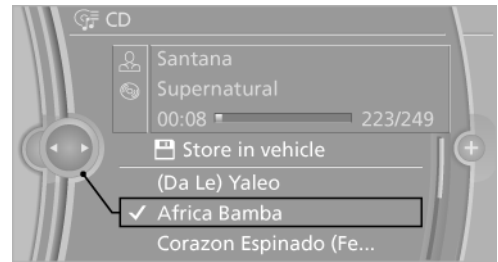 CD
Santana
Supernatural
00:08 223/249
Store in vehicle
(Da Le) Yaleo
Africa Bamba
Corazon Espinado (Fe...